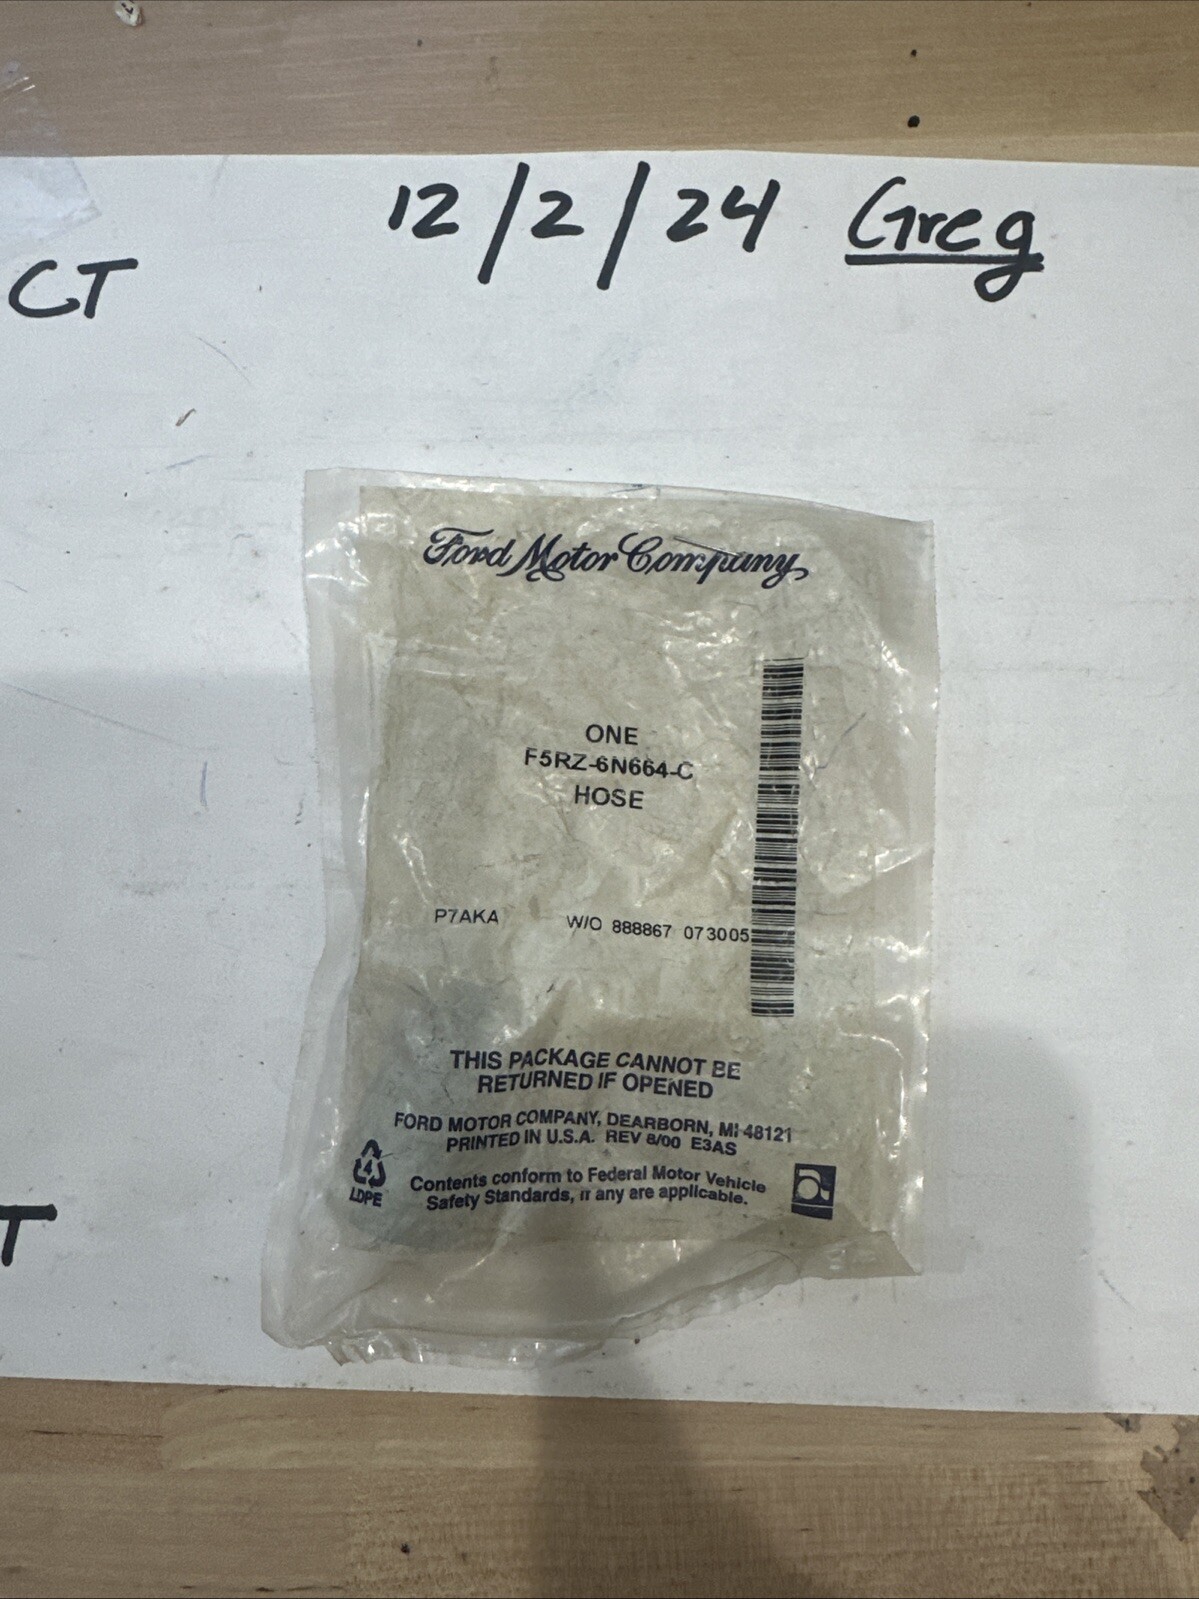 12/2/24 Greg
CT
Ford Motor Company
ONE
F5RZ-6N664-C
HOSE
P7AKA W/O 888867 073005
THIS PACKAGE CANNOT BE
RETURNED IF OPENED
FORD MOTOR COMPANY, DEARBORN, MI 48121
PRINTED IN U.S.A. REV 8/00 E3AS
Contents conform to Federal Motor Vehicle
Safety Standards, if any are applicable.
4
LDPE
a
T